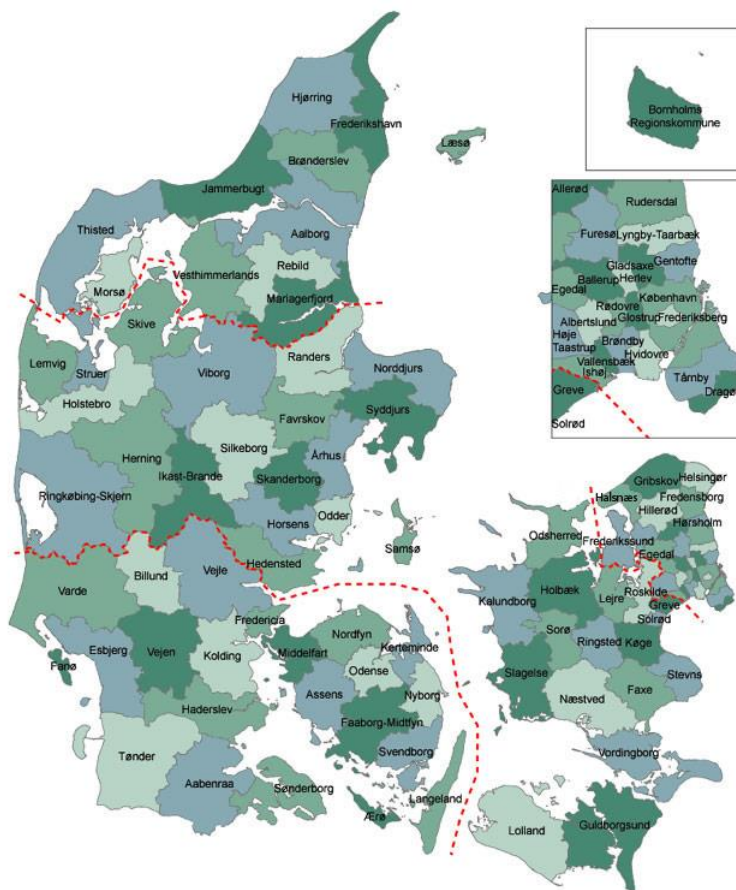 Hjørring
Frederikshavn
Læsø
Brønderslev
Jammerbugt
Thisted
Aalborg
Vesthimmerlands
Rebild
Morsø
Mariagerfjord
Skive
Lemvig
Struer
Viborg
Randers
Norddjurs
Holstebro
Favrskov
Syddjurs
Silkeborg
Herning
Århus
Ikast-Brande
Skanderborg
Ringkøbing-Skjern
Horsens
Odder
Samsø
Hedensted
Billund
Vejle
Varde
Fredericia
Esbjerg
Vejen
Kolding
Fanø
Haderslev
Tønder
Aabenraa
Sønderborg
Nordfyn
Middelfart
Kerteminde
Odense
Assens
Nyborg
Faaborg-Midtfyn
Svendborg
Langeland
Ærø
Bornholms
Regionskommune
Allerød
Rudersdal
Furesø
Lyngby-Taarbæk
Gladsaxe
Gentofte
Ballerup
Herlev
Egedal
København
Rødovre
Albertslund
Glostrup
Frederiksberg
Høje
Taastrup
Brøndby
Hvidovre
Vallensbæk
Ishøj
Tårnby
Greve
Dragø
Solrød
Gribskov
Helsingør
Halsnæs
Fredensborg
Hillerød
Odsherred
Hørsholm
Frederikssund
Egedal
Kalundborg
Holbæk
Lejre
Roskilde
Greve
Solrød
Sorø
Ringsted
Køge
Slagelse
Stevns
Næstved
Faxe
Vordingborg
Lolland
Guldborgsund